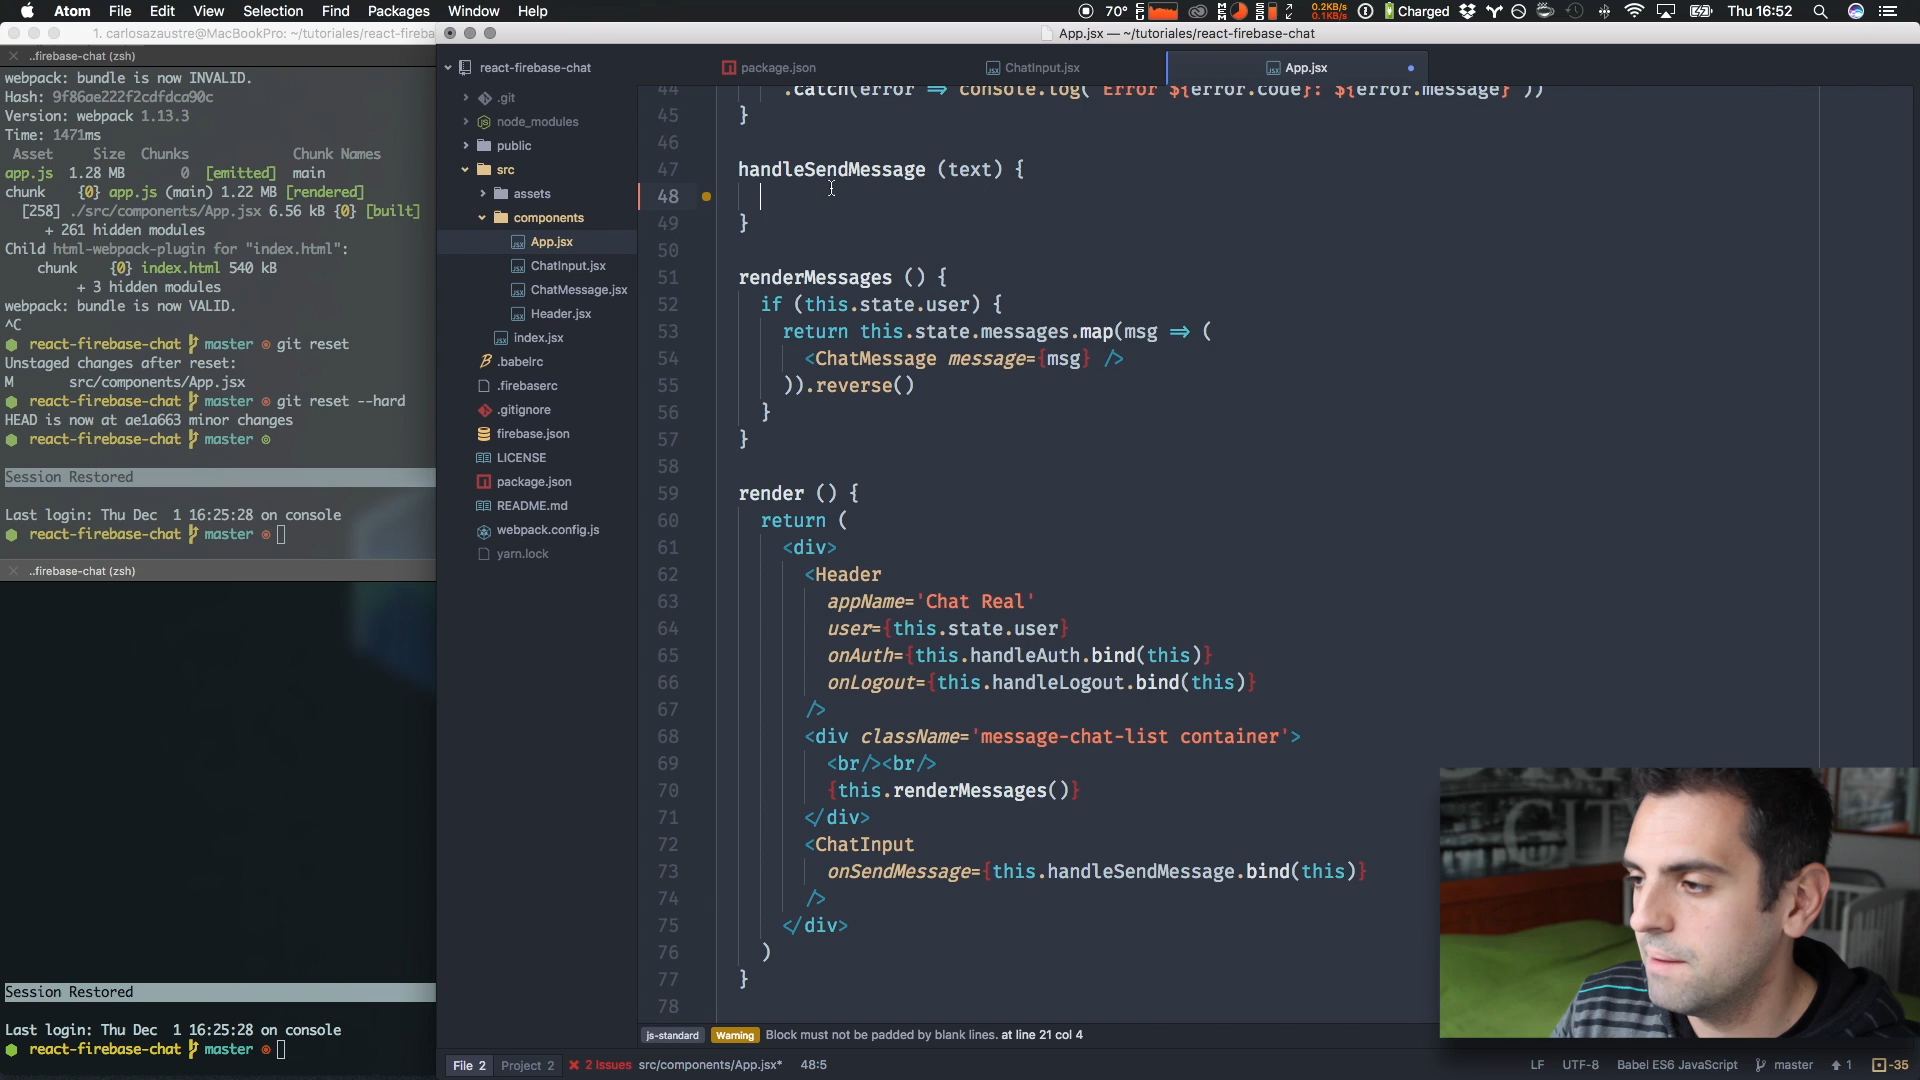 Atom File Edit View Selection Find Packages Window Help
70° 0.2KB/s 0.1KB/s Charged Thu 16:52
1. carlosazaustre@MacBookPro: ~/tutoriales/react-fireba
..firebase-chat (zsh)
webpack: bundle is now INVALID.
Hash: 9f86ae222f2cdfdca90c
Version: webpack 1.13.3
Time: 1471ms
Asset Size Chunks Chunk Names
app.js 1.28 MB 0 [emitted] main
chunk {0} app.js (main) 1.22 MB [rendered]
[258] ./src/components/App.jsx 6.56 kB {0} [built]
+ 261 hidden modules
Child html-webpack-plugin for "index.html":
chunk {0} index.html 540 kB
+ 3 hidden modules
webpack: bundle is now VALID.
^C
react-firebase-chat master git reset
Unstaged changes after reset:
M src/components/App.jsx
react-firebase-chat master git reset --hard
HEAD is now at ae1a663 minor changes
react-firebase-chat master
Session Restored
Last login: Thu Dec 1 16:25:28 on console
react-firebase-chat master
..firebase-chat (zsh)
Session Restored
Last login: Thu Dec 1 16:25:28 on console
react-firebase-chat master
App.jsx — ~/tutoriales/react-firebase-chat
react-firebase-chat
.git
node_modules
public
src
assets
components
App.jsx
ChatInput.jsx
ChatMessage.jsx
Header.jsx
index.jsx
.babelrc
.firebaserc
.gitignore
firebase.json
LICENSE
package.json
README.md
webpack.config.js
yarn.lock
package.json ChatInput.jsx App.jsx
44 .catch(error => console.log(`Error ${error.code}: ${error.message}`))
45 }
46
47 handleSendMessage (text) {
48
49 }
50
51 renderMessages () {
52 if (this.state.user) {
53 return this.state.messages.map(msg => (
54 <ChatMessage message={msg} />
55 )).reverse()
56 }
57 }
58
59 render () {
60 return (
61 <div>
62 <Header
63 appName='Chat Real'
64 user={this.state.user}
65 onAuth={this.handleAuth.bind(this)}
66 onLogout={this.handleLogout.bind(this)}
67 />
68 <div className='message-chat-list container'>
69 <br/><br/>
70 {this.renderMessages()}
71 </div>
72 <ChatInput
73 onSendMessage={this.handleSendMessage.bind(this)}
74 />
75 </div>
76 )
77 }
78
js-standard Warning Block must not be padded by blank lines. at line 21 col 4
File 2 Project 2 2 Issues src/components/App.jsx* 48:5 LF UTF-8 Babel ES6 JavaScript master 1 -35